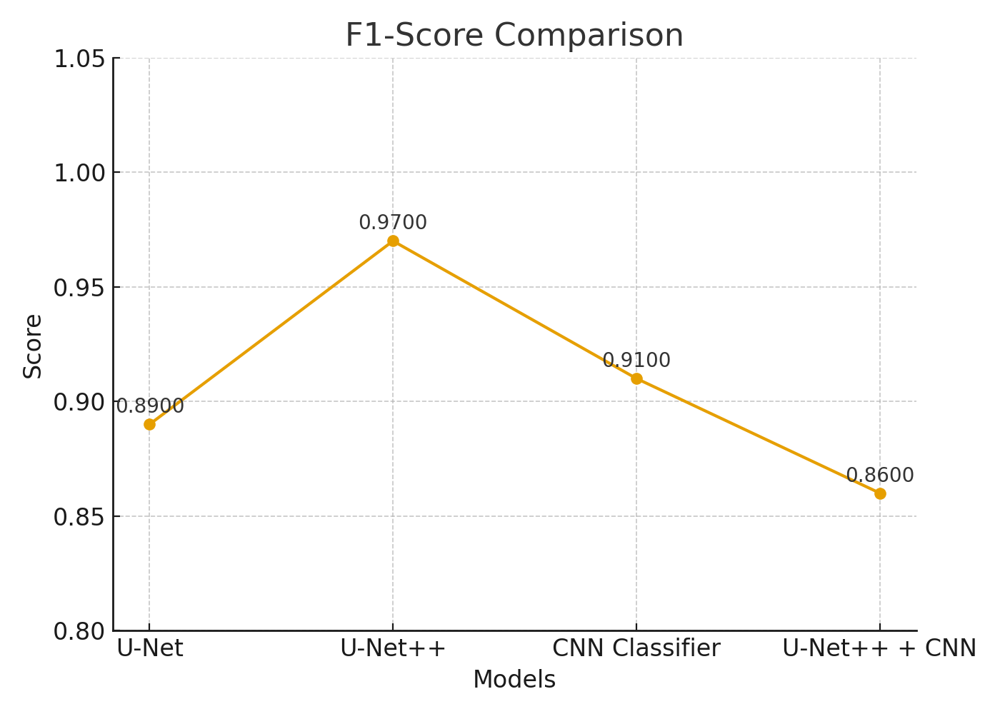 F1-Score Comparison
1.05
1.00
0.95
0.90
0.85
0.80
Score
0.8900
0.9700
0.9100
0.8600
U-Net
U-Net++
CNN Classifier
U-Net++ + CNN
Models